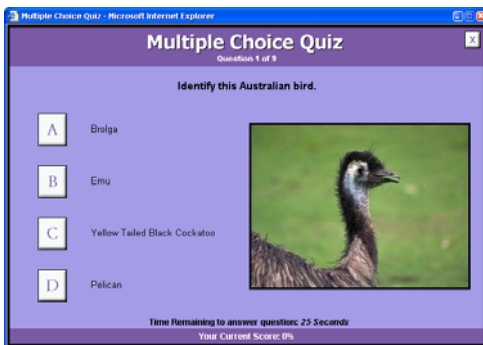 Multiple Choice Quiz - Microsoft Internet Explorer
Multiple Choice Quiz
X
Question 1 of 9
Identify this Australian bird.
A Brolga
B Emu
C Yellow Tailed Black Cockatoo
D Pelican
Time Remaining to answer question: 25 Seconds
Your Current Score: 0%